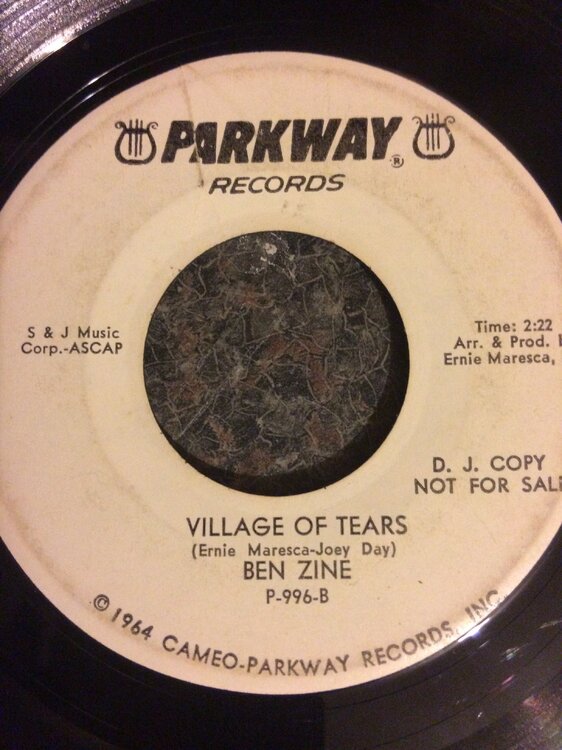 PARKWAY®
RECORDS
S & J Music
Corp.-ASCAP
Time: 2:22
Arr. & Prod.
Ernie Maresca,
D. J. COPY
NOT FOR SALE
VILLAGE OF TEARS
(Ernie Maresca-Joey Day)
BEN ZINE
P-996-B
© 1964 CAMEO-PARKWAY RECORDS, INC.